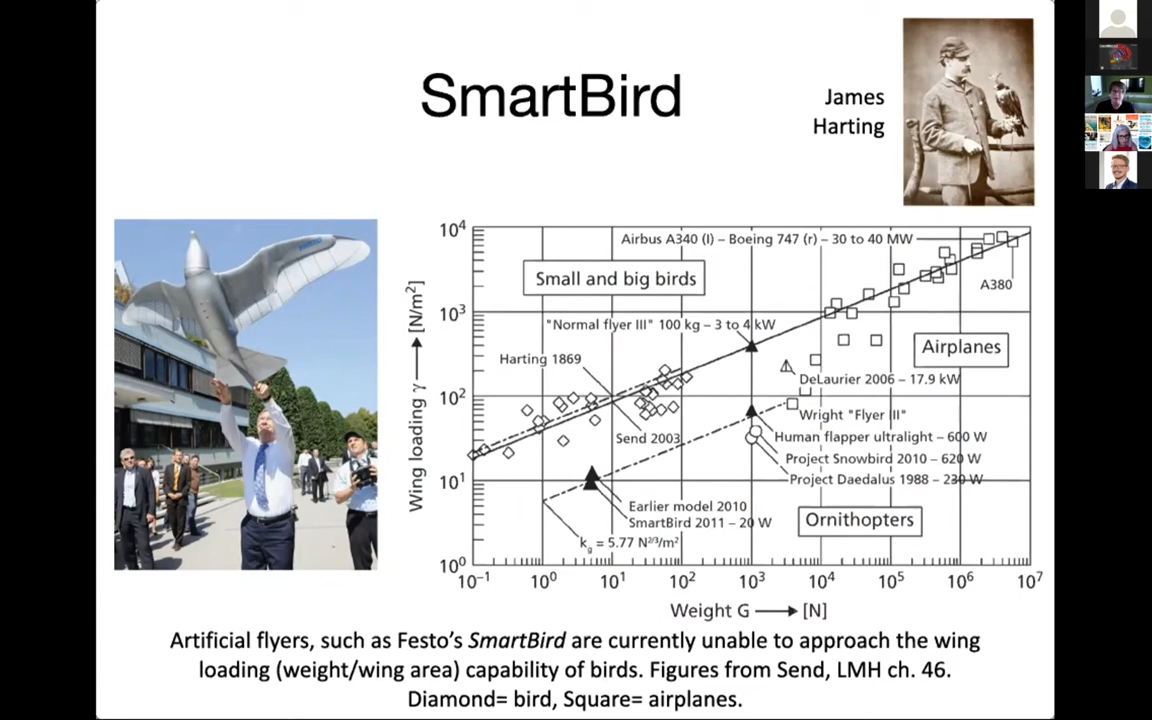 SmartBird
James
Harting
10⁴
Airbus A340 (l) – Boeing 747 (r) – 30 to 40 MW
Small and big birds
A380
10³
"Normal flyer III" 100 kg – 3 to 4 kW
Airplanes
Harting 1869
DeLaurier 2006 – 17.9 kW
10²
Wright "Flyer III"
Send 2003
Human flapper ultralight – 600 W
Project Snowbird 2010 – 620 W
Project Daedalus 1988 – 230 W
10¹
Earlier model 2010
SmartBird 2011 – 20 W
Ornithopters
kg = 5.77 N²ᐟ³/m²
10⁰
Wing loading γ → [N/m²]
10⁻¹ 10⁰ 10¹ 10² 10³ 10⁴ 10⁵ 10⁶ 10⁷
Weight G → [N]
Artificial flyers, such as Festo's SmartBird are currently unable to approach the wing
loading (weight/wing area) capability of birds. Figures from Send, LMH ch. 46.
Diamond= bird, Square= airplanes.